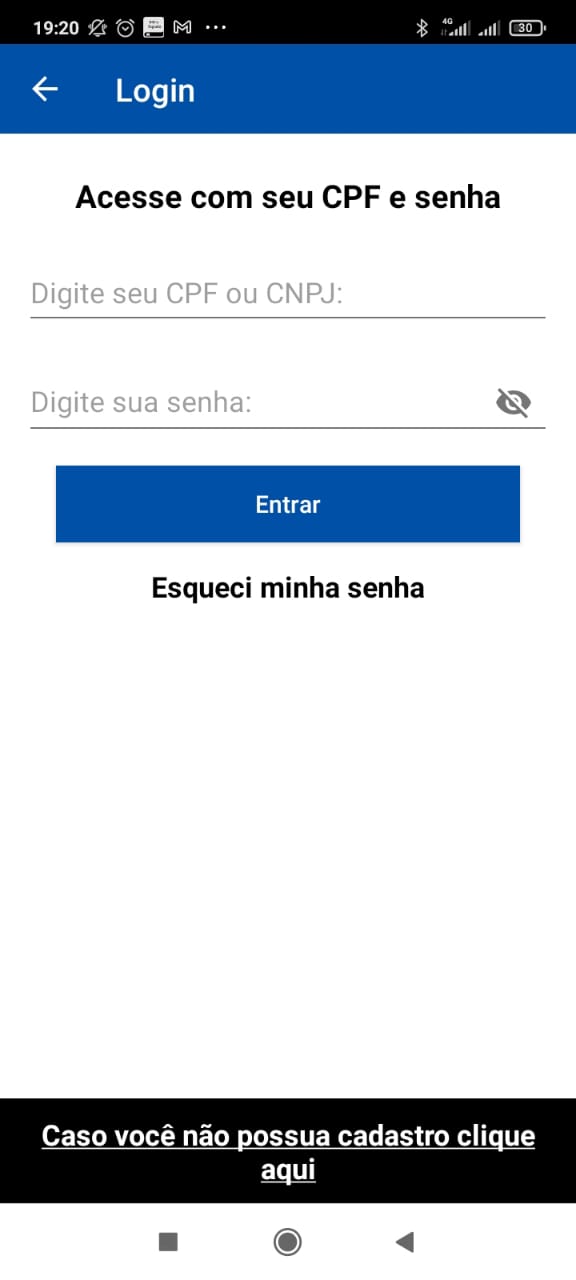 19:20
4G
30
Login
Acesse com seu CPF e senha
Digite seu CPF ou CNPJ:
Digite sua senha:
Entrar
Esqueci minha senha
Caso você não possua cadastro clique
aqui